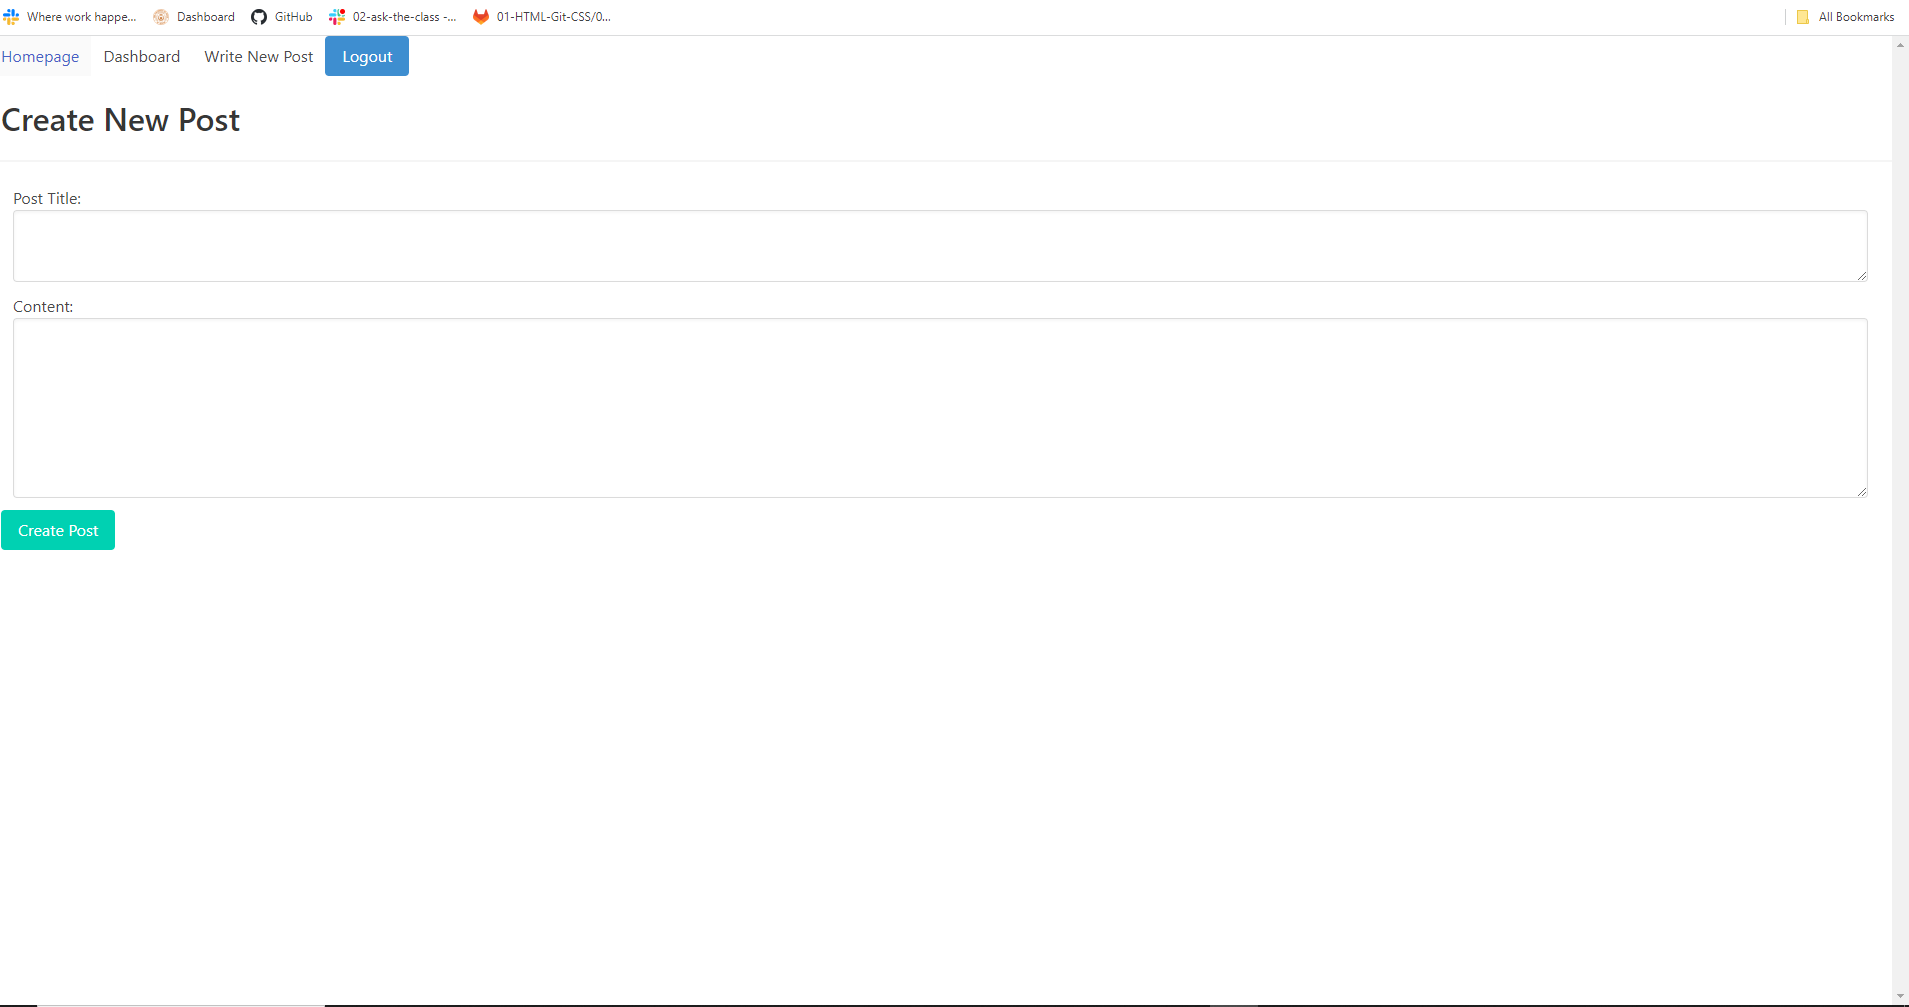 Where work happe... Dashboard GitHub 02-ask-the-class -... 01-HTML-Git-CSS/0... All Bookmarks
Homepage Dashboard Write New Post Logout
Create New Post
Post Title:
Content:
Create Post